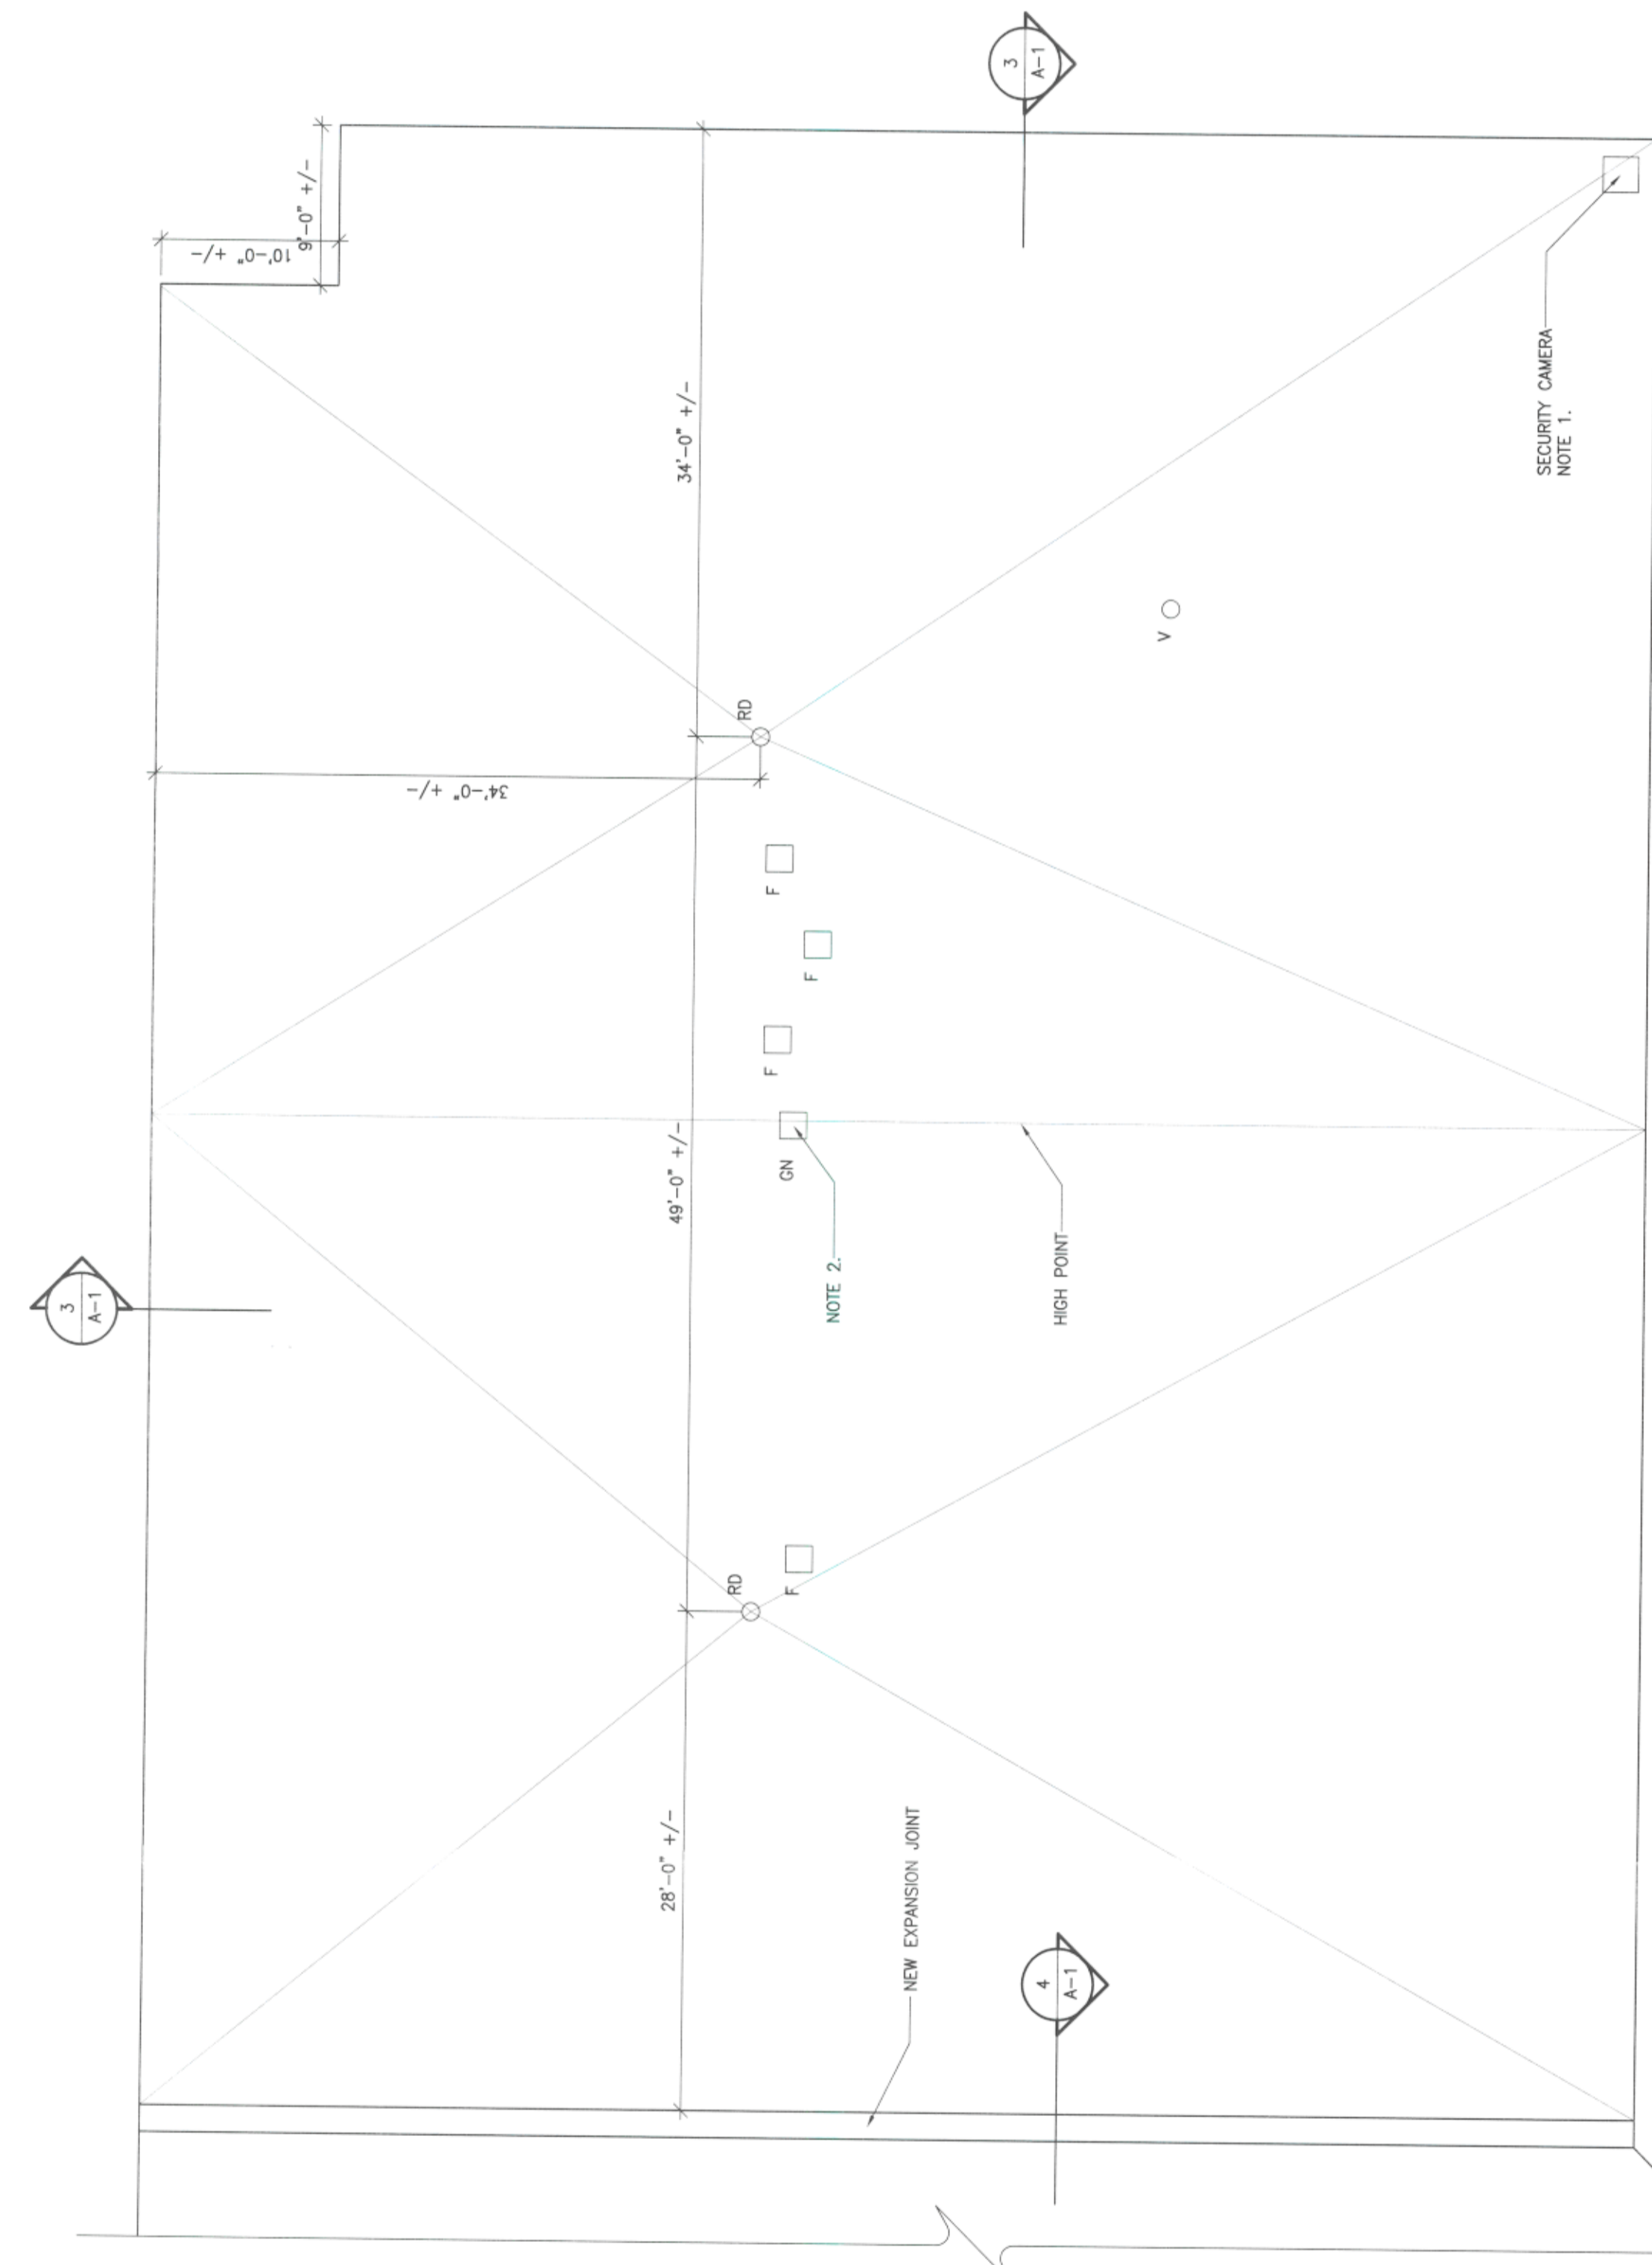 3
A-1
9'-0" +/-
10'-0" +/-
34'-0" +/-
SECURITY CAMERA
NOTE 1.
V
RD
34'-0" +/-
F
F
F
GN
49'-0" +/-
NOTE 2.
HIGH POINT
3
A-1
RD
F
28'-0" +/-
NEW EXPANSION JOINT
4
A-1